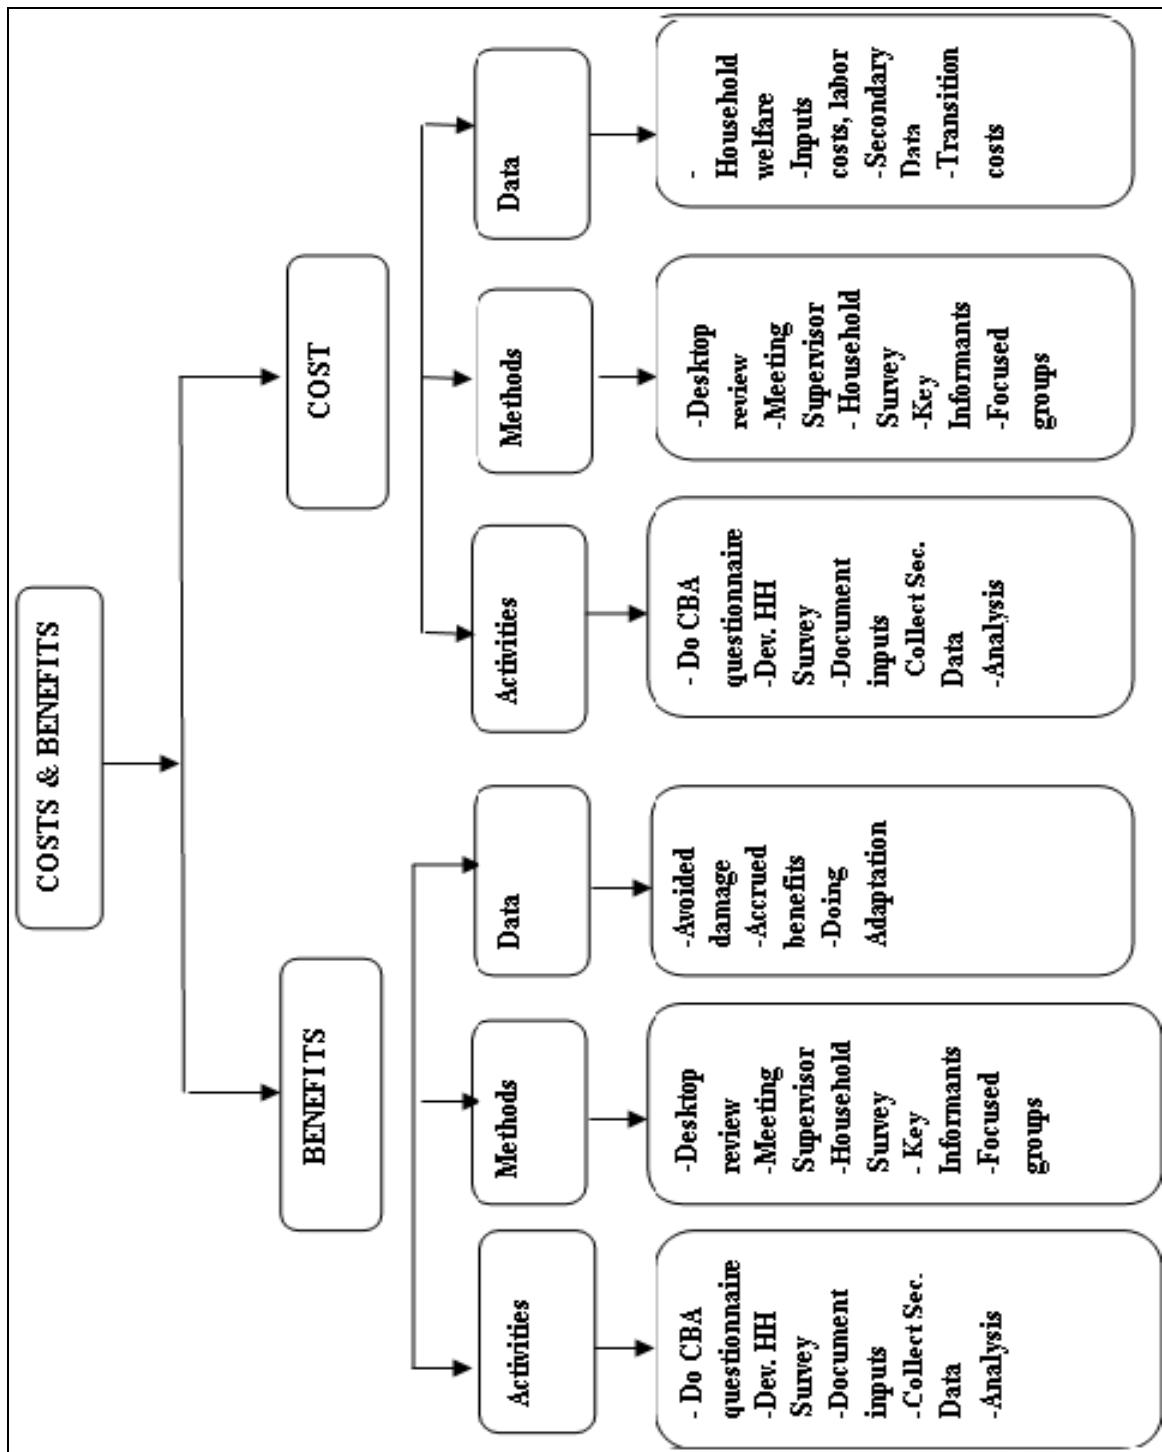 COSTS & BENEFITS
BENEFITS
COST
Activities
Methods
Data
Activities
Methods
Data
- Do CBA
questionnaire
-Dev. HH
Survey
-Document
inputs
-Collect Sec.
Data
-Analysis
-Desktop
review
-Meeting
Supervisor
-Household
Survey
- Key
Informants
-Focused
groups
-Avoided
damage
-Accrued
benefits
-Doing
Adaptation
- Do CBA
questionnaire
-Dev. HH
Survey
-Document
inputs
Collect Sec.
Data
-Analysis
-Desktop
review
-Meeting
Supervisor
- Household
Survey
-Key
Informants
-Focused
groups
-
Household
welfare
-Inputs
costs, labor
-Secondary
Data
-Transition
costs